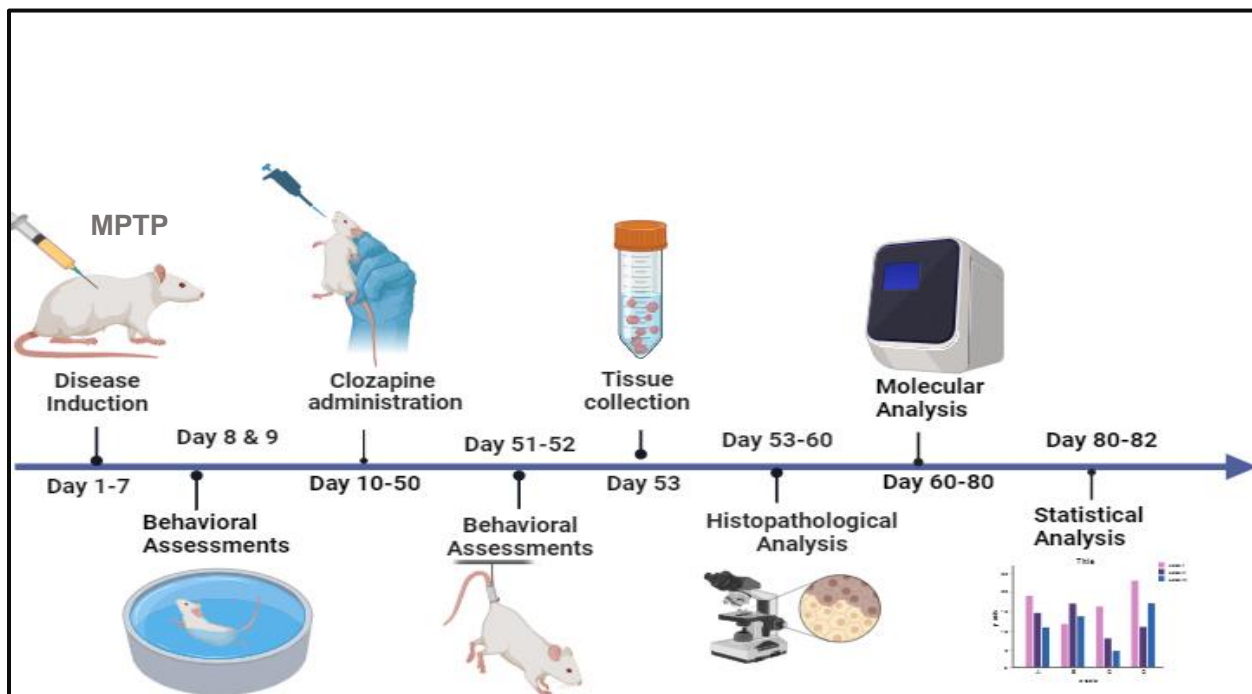 MPTP
Disease
Induction
Day 1-7
Day 8 & 9
Behavioral
Assessments
Clozapine
administration
Day 10-50
Day 51-52
Behavioral
Assessments
Tissue
collection
Day 53
Day 53-60
Histopathological
Analysis
Molecular
Analysis
Day 60-80
Day 80-82
Statistical
Analysis
Title